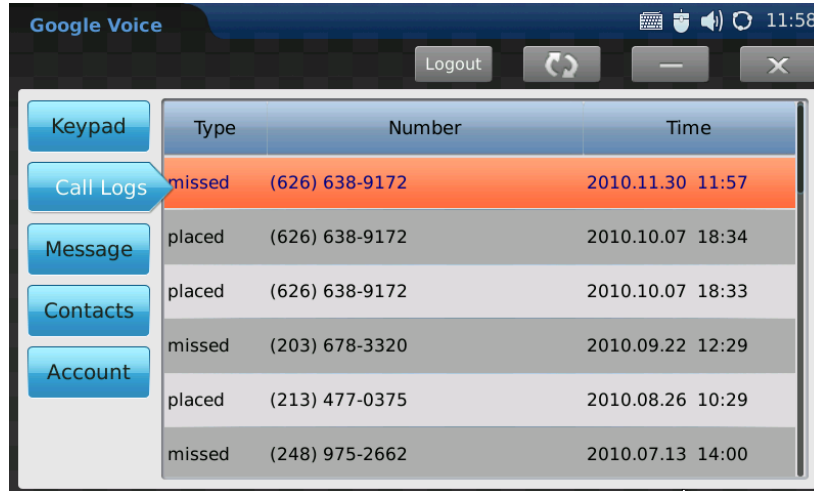 Google Voice 11:58
Logout
Keypad
Call Logs
Message
Contacts
Account
Type Number Time
missed (626) 638-9172 2010.11.30 11:57
placed (626) 638-9172 2010.10.07 18:34
placed (626) 638-9172 2010.10.07 18:33
missed (203) 678-3320 2010.09.22 12:29
placed (213) 477-0375 2010.08.26 10:29
missed (248) 975-2662 2010.07.13 14:00